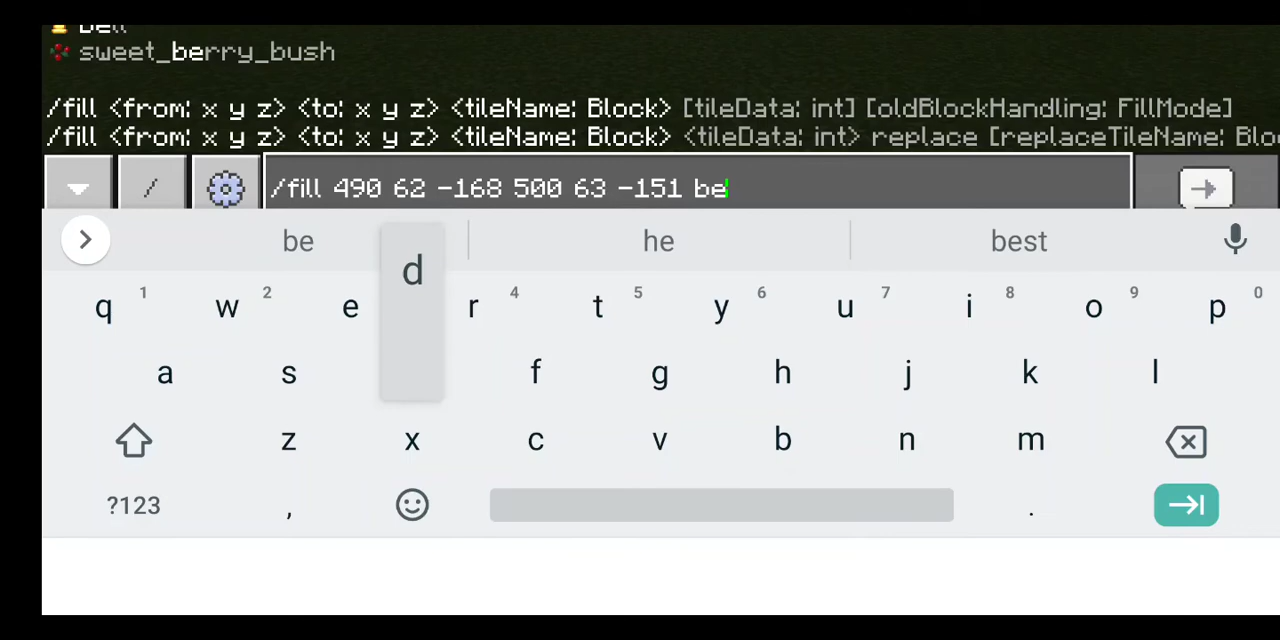 bell
sweet_berry_bush
/fill <from: x y z> <to: x y z> <tileName: Block> [tileData: int] [oldBlockHandling: FillMode]
/fill <from: x y z> <to: x y z> <tileName: Block> <tileData: int> replace [replaceTileName: Blo
/ /fill 490 62 -168 500 63 -151 be
be he best
d
q 1 w 2 e r 4 t 5 y 6 u 7 i 8 o 9 p 0
a s f g h j k l
z x c v b n m
?123 , .